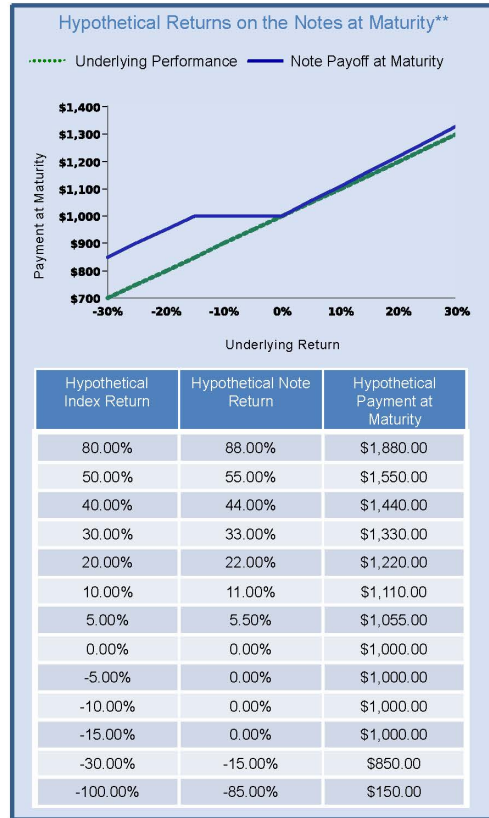 Hypothetical Returns on the Notes at Maturity**
Underlying Performance Note Payoff at Maturity
Payment at Maturity
$1,400
$1,300
$1,200
$1,100
$1,000
$900
$800
$700
-30% -20% -10% 0% 10% 20% 30%
Underlying Return
Hypothetical Index Return Hypothetical Note Return Hypothetical Payment at Maturity
80.00% 88.00% $1,880.00
50.00% 55.00% $1,550.00
40.00% 44.00% $1,440.00
30.00% 33.00% $1,330.00
20.00% 22.00% $1,220.00
10.00% 11.00% $1,110.00
5.00% 5.50% $1,055.00
0.00% 0.00% $1,000.00
-5.00% 0.00% $1,000.00
-10.00% 0.00% $1,000.00
-15.00% 0.00% $1,000.00
-30.00% -15.00% $850.00
-100.00% -85.00% $150.00